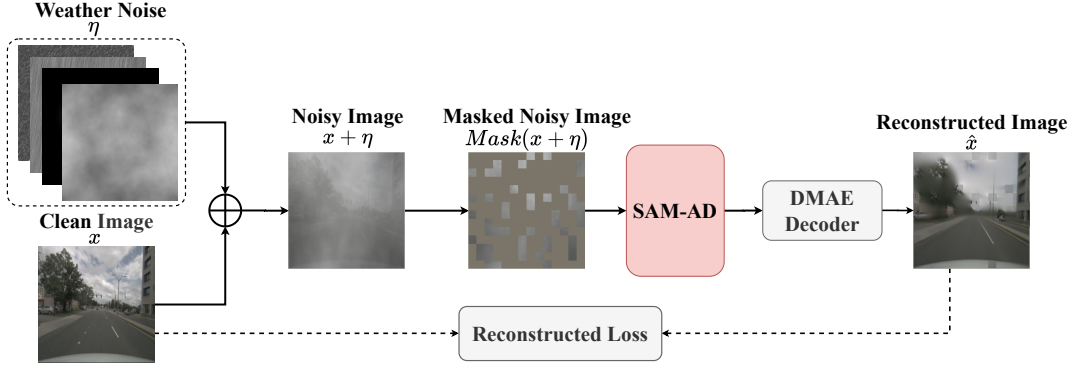 Weather Noise
η
Clean Image
x
Noisy Image
x + η
Masked Noisy Image
Mask(x + η)
SAM-AD
DMAE
Decoder
Reconstructed Image
x̂
Reconstructed Loss